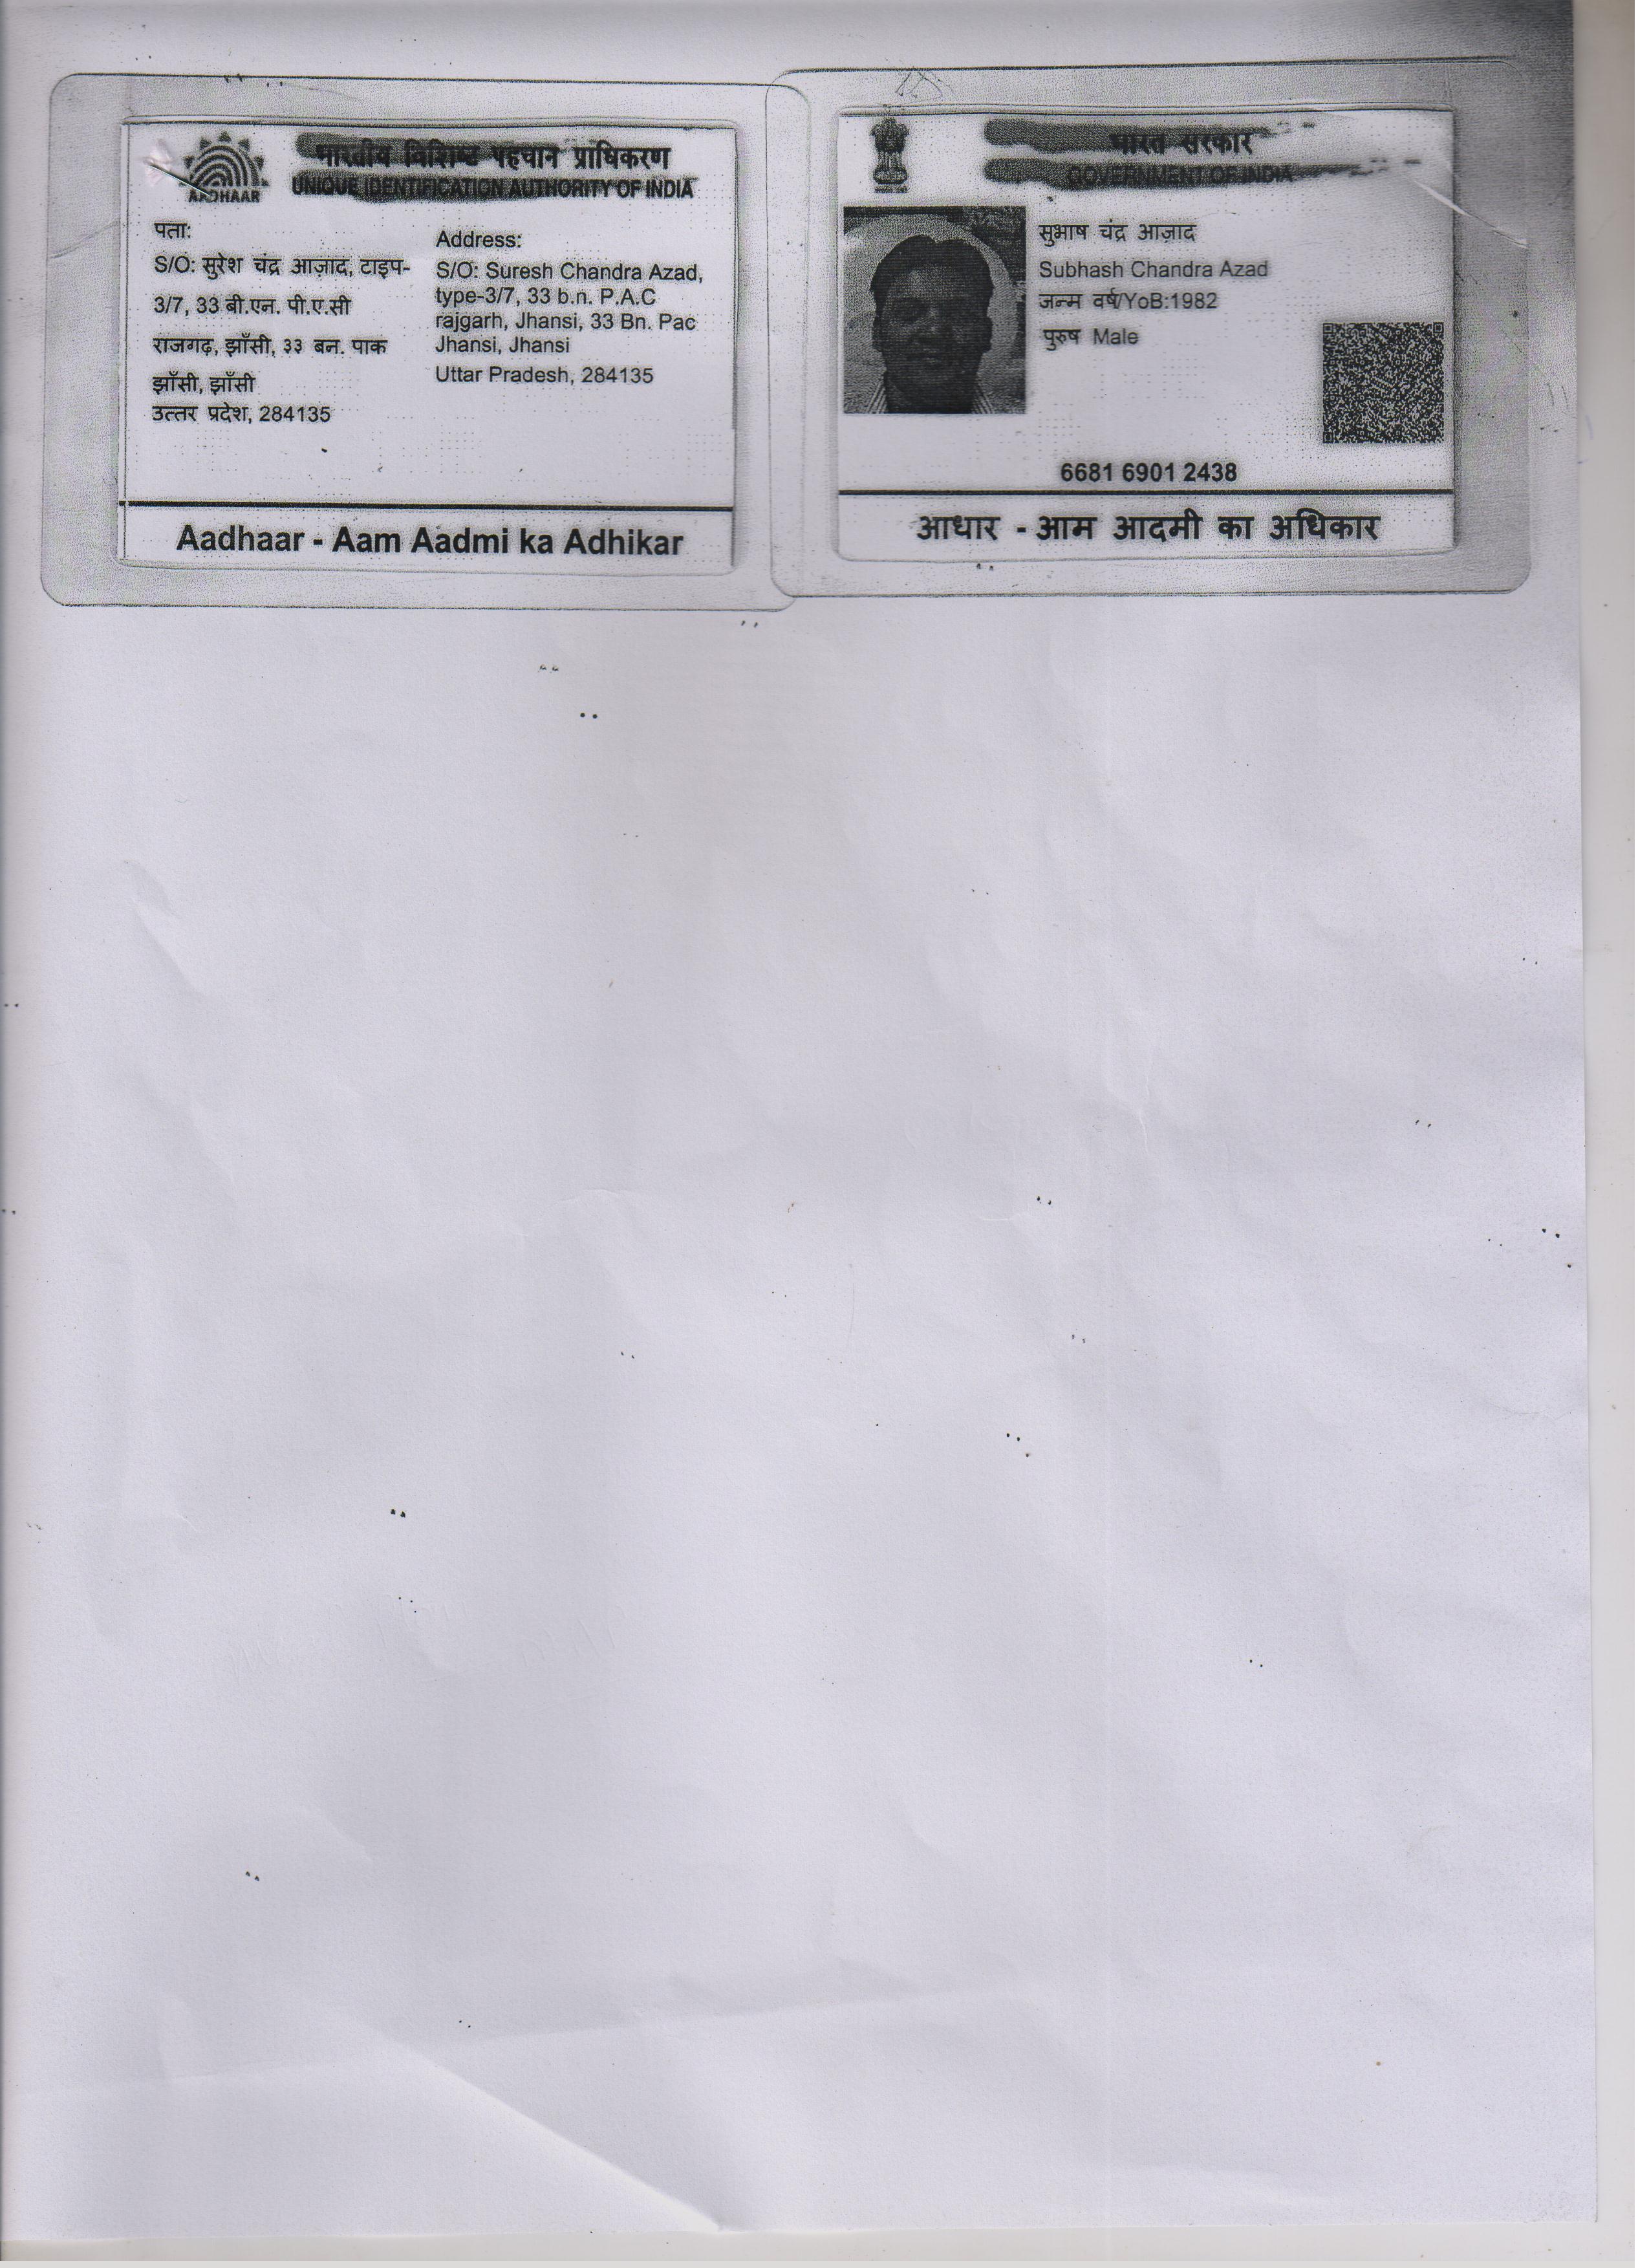 AADHAAR
भारतीय विशिष्ट पहचान प्राधिकरण
UNIQUE IDENTIFICATION AUTHORITY OF INDIA
पता:
S/O: सुरेश चंद्र आज़ाद, टाइप-
3/7, 33 बी.एन. पी.ए.सी
राजगढ़, झाँसी, ३३ बन. पाक
झाँसी, झाँसी
उत्तर प्रदेश, 284135
Address:
S/O: Suresh Chandra Azad,
type-3/7, 33 b.n. P.A.C
rajgarh, Jhansi, 33 Bn. Pac
Jhansi, Jhansi
Uttar Pradesh, 284135
Aadhaar - Aam Aadmi ka Adhikar
भारत सरकार
GOVERNMENT OF INDIA
सुभाष चंद्र आज़ाद
Subhash Chandra Azad
जन्म वर्ष/YoB:1982
पुरुष Male
6681 6901 2438
आधार - आम आदमी का अधिकार